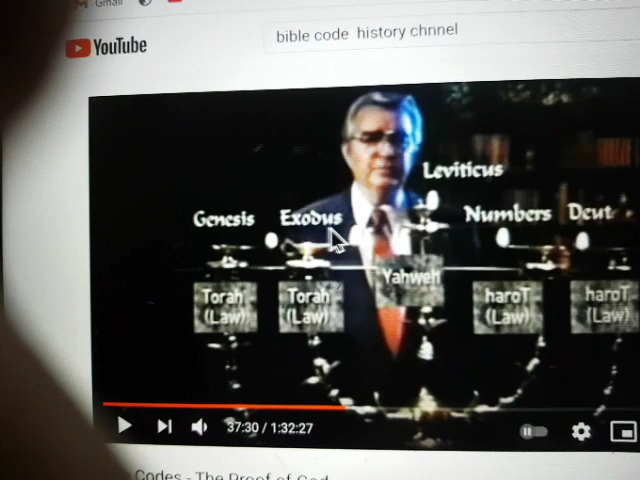 Gmail
YouTube
bible code history chnnel
Leviticus
Genesis Exodus Numbers Deut
Yahweh
Torah Torah haroT haroT
(Law) (Law) (Law) (Law)
37:30 / 1:32:27
Codes - The Proof of God